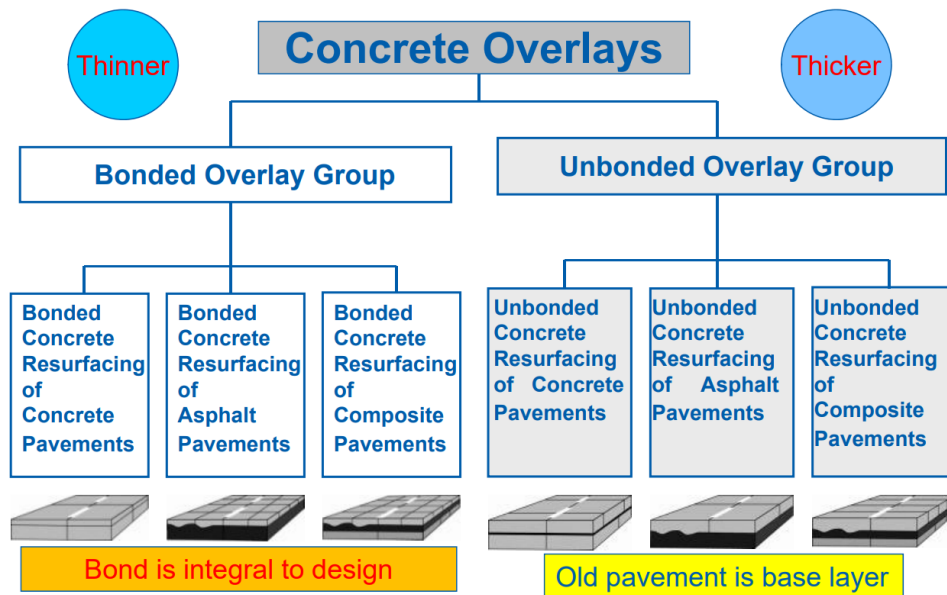 Concrete Overlays
Thinner
Thicker
Bonded Overlay Group
Unbonded Overlay Group
Bonded
Concrete
Resurfacing
of
Concrete
Pavements
Bonded
Concrete
Resurfacing
of
Asphalt
Pavements
Bonded
Concrete
Resurfacing
of
Composite
Pavements
Unbonded
Concrete
Resurfacing
of Concrete
Pavements
Unbonded
Concrete
Resurfacing
of Asphalt
Pavements
Unbonded
Concrete
Resurfacing
of
Composite
Pavements
Bond is integral to design
Old pavement is base layer